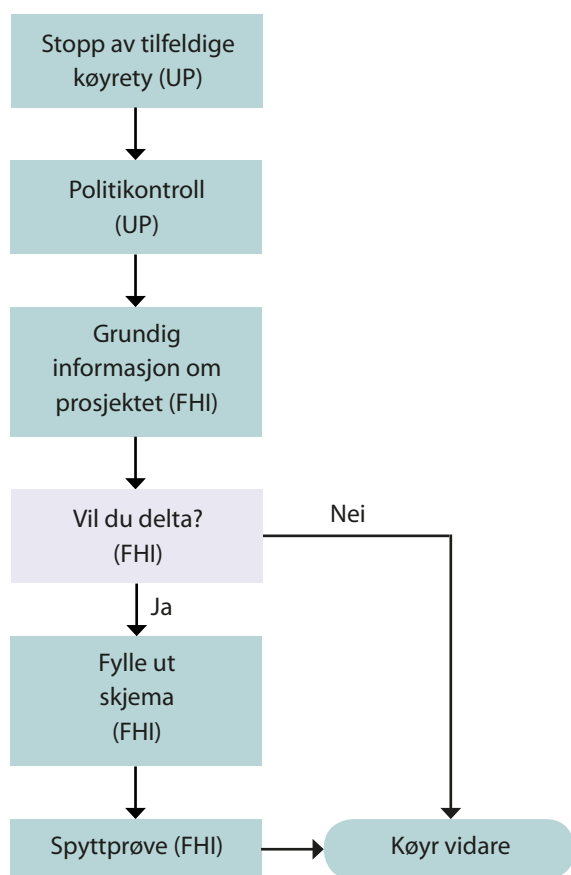 Stopp av tilfeldige
køyrety (UP)
Politikontroll
(UP)
Grundig
informasjon om
prosjektet (FHI)
Vil du delta?
(FHI)
Nei
Ja
Fylle ut
skjema
(FHI)
Spyttprøve (FHI)
Køyr vidare